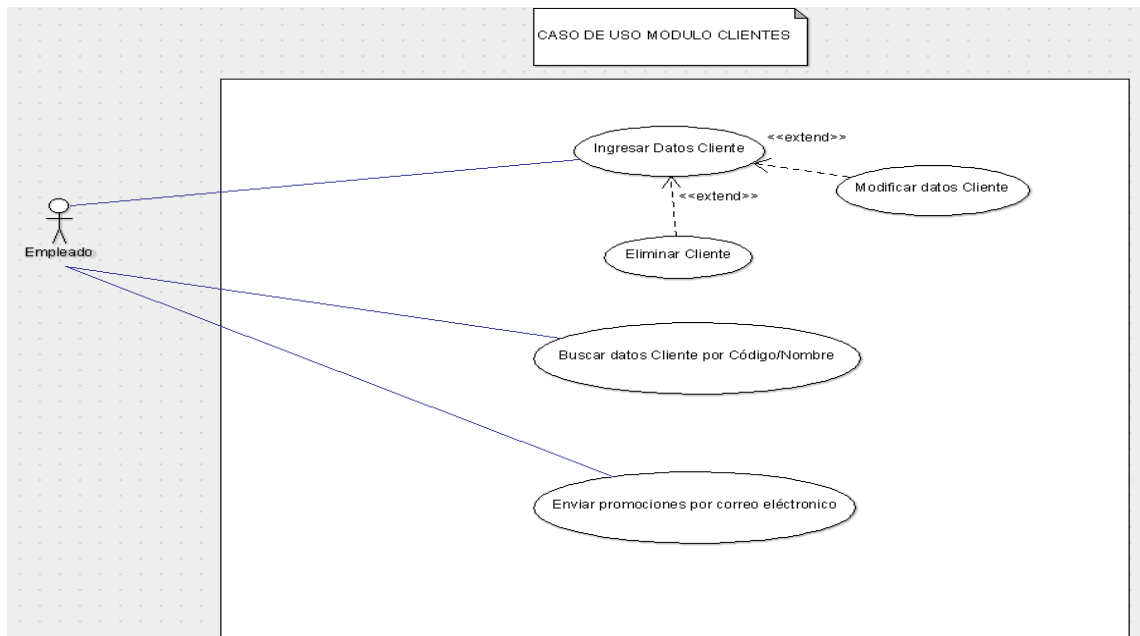 CASO DE USO MODULO CLIENTES
Ingresar Datos Cliente
<<extend>>
Modificar datos Cliente
<<extend>>
Empleado
Eliminar Cliente
Buscar datos Cliente por Código/Nombre
Enviar promociones por correo eléctronico